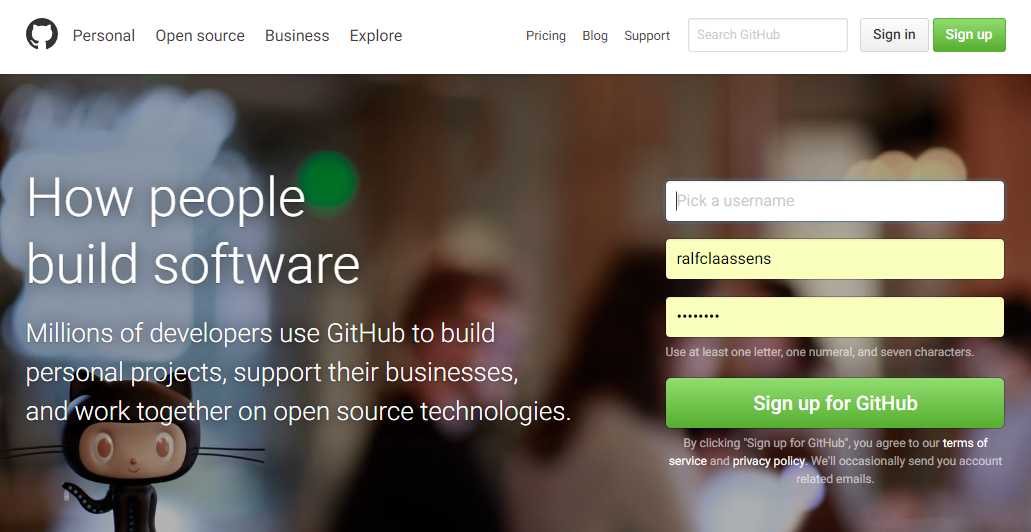 Personal Open source Business Explore Pricing Blog Support Search GitHub Sign in Sign up
How people
build software
Millions of developers use GitHub to build
personal projects, support their businesses,
and work together on open source technologies.
Pick a username
ralfclaassens
••••••••
Use at least one letter, one numeral, and seven characters.
Sign up for GitHub
By clicking "Sign up for GitHub", you agree to our terms of
service and privacy policy. We'll occasionally send you account
related emails.